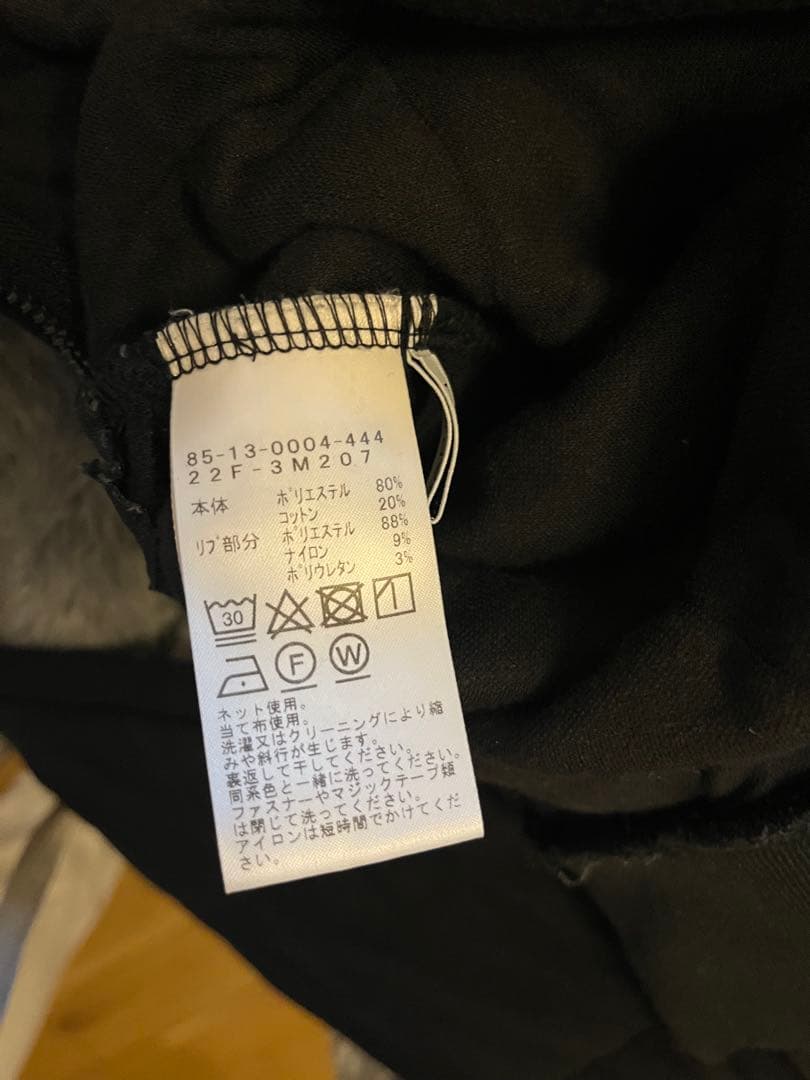 85-13-0004-444
22F-3M207
本体 ポリエステル 80%
コットン 20%
リブ部分 ポリエステル 88%
ナイロン 9%
ポリウレタン 3%
30
F W
ネット使用。
当て布使用。
洗濯又はクリーニングにより縮
みや斜行が生じます。
裏返して干してください。
同系色と一緒に洗ってください。
ファスナーやマジックテープ類
は閉じて洗ってください。
アイロンは短時間でかけてくだ
さい。